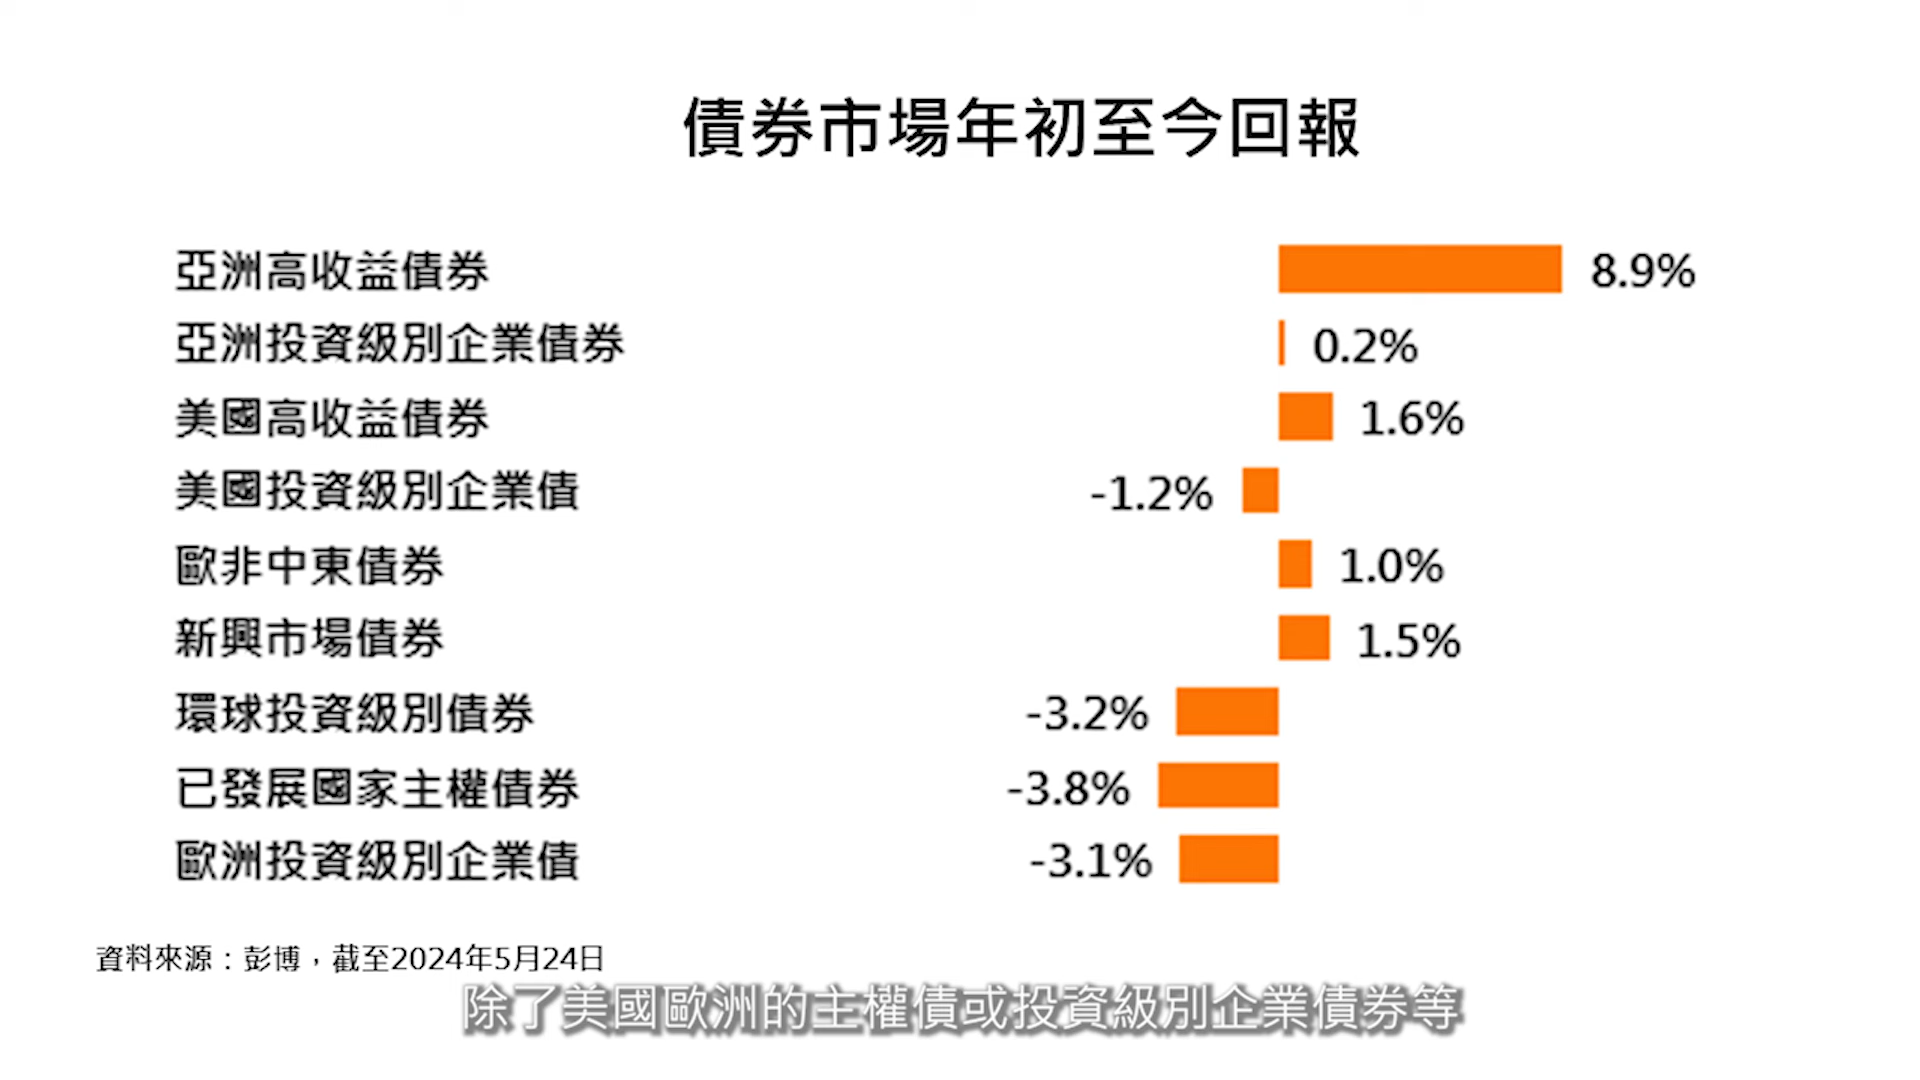 債券市場年初至今回報
亞洲高收益債券 8.9%
亞洲投資級別企業債券 0.2%
美國高收益債券 1.6%
美國投資級別企業債 -1.2%
歐非中東債券 1.0%
新興市場債券 1.5%
環球投資級別債券 -3.2%
已發展國家主權債券 -3.8%
歐洲投資級別企業債 -3.1%
資料來源：彭博，截至2024年5月24日
除了美國歐洲的主權債或投資級別企業債券等